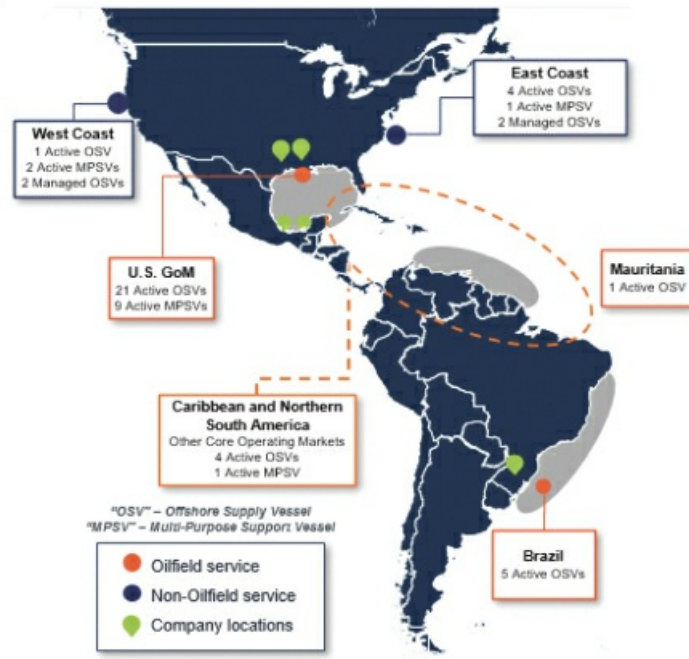 East Coast
4 Active OSVs
1 Active MPSV
2 Managed OSVs
West Coast
1 Active OSV
2 Active MPSVs
2 Managed OSVs
U.S. GoM
21 Active OSVs
9 Active MPSVs
Mauritania
1 Active OSV
Caribbean and Northern
South America
Other Core Operating Markets
4 Active OSVs
1 Active MPSV
"OSV" – Offshore Supply Vessel
"MPSV" – Multi-Purpose Support Vessel
Oilfield service
Non-Oilfield service
Company locations
Brazil
5 Active OSVs